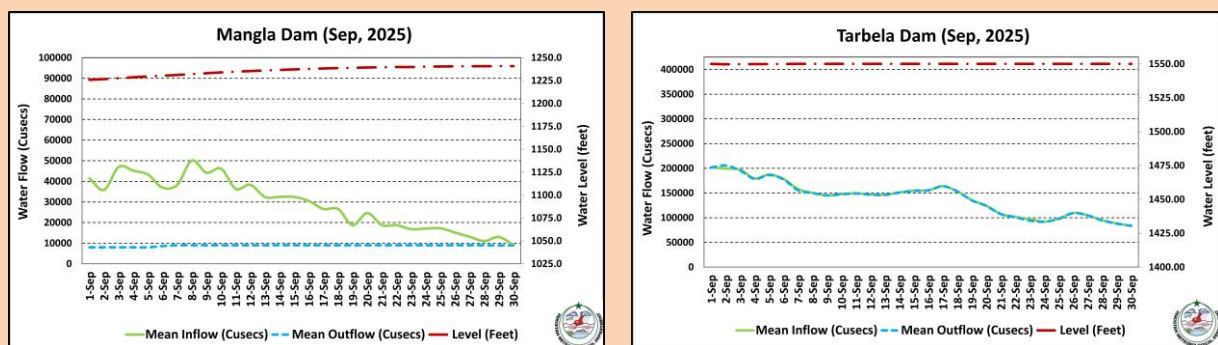 Mangla Dam (Sep, 2025)
Water Flow (Cusecs)
100000
90000
80000
70000
60000
50000
40000
30000
20000
10000
0
1250.0
1225.0
1200.0
1175.0
1150.0
1125.0
1100.0
1075.0
1050.0
1025.0
Water Level (feet)
1-Sep
2-Sep
3-Sep
4-Sep
5-Sep
6-Sep
7-Sep
8-Sep
9-Sep
10-Sep
11-Sep
12-Sep
13-Sep
14-Sep
15-Sep
16-Sep
17-Sep
18-Sep
19-Sep
20-Sep
21-Sep
22-Sep
23-Sep
24-Sep
25-Sep
26-Sep
27-Sep
28-Sep
29-Sep
30-Sep
Mean Inflow (Cusecs) Mean Outflow (Cusecs) Level (Feet)
Tarbela Dam (Sep, 2025)
Water Flow (Cusecs)
400000
350000
300000
250000
200000
150000
100000
50000
0
1550.00
1525.00
1500.00
1475.00
1450.00
1425.00
1400.00
Water Level (feet)
1-Sep
2-Sep
3-Sep
4-Sep
5-Sep
6-Sep
7-Sep
8-Sep
9-Sep
10-Sep
11-Sep
12-Sep
13-Sep
14-Sep
15-Sep
16-Sep
17-Sep
18-Sep
19-Sep
20-Sep
21-Sep
22-Sep
23-Sep
24-Sep
25-Sep
26-Sep
27-Sep
28-Sep
29-Sep
30-Sep
Mean Inflow (Cusecs) Mean Outflow (Cusecs) Level (Feet)